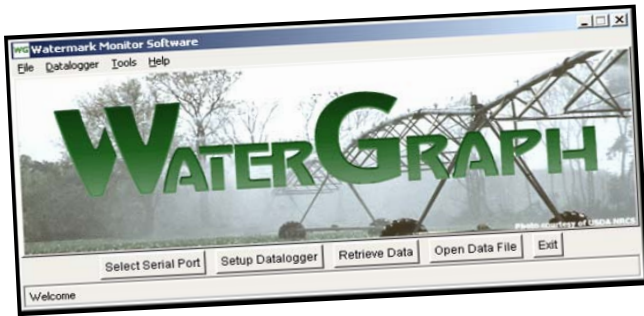 WG Watermark Monitor Software
File Datalogger Tools Help
WATERGRAPH
Photo courtesy of USDA NRCS
Select Serial Port Setup Datalogger Retrieve Data Open Data File Exit
Welcome